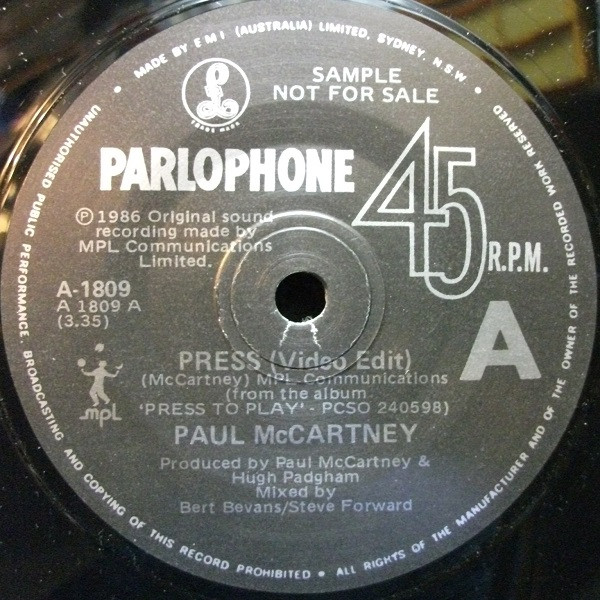 MADE BY EMI (AUSTRALIA) LIMITED, SYDNEY, N.S.W •
SAMPLE
NOT FOR SALE
TRADE MARK
PARLOPHONE
45
R.P.M.
Ⓟ 1986 Original sound
recording made by
MPL Communications
Limited.
A-1809
A 1809 A
(3.35)
A
mpL
PRESS (Video Edit)
(McCartney) MPL Communications
(from the album
'PRESS TO PLAY' - PCSO 240598)
PAUL McCARTNEY
Produced by Paul McCartney &
Hugh Padgham
Mixed by
Bert Bevans/Steve Forward
UNAUTHORISED PUBLIC PERFORMANCE, BROADCASTING AND COPYING OF THIS RECORD PROHIBITED • ALL RIGHTS OF THE MANUFACTURER AND OF THE OWNER OF THE RECORDED WORK RESERVED •